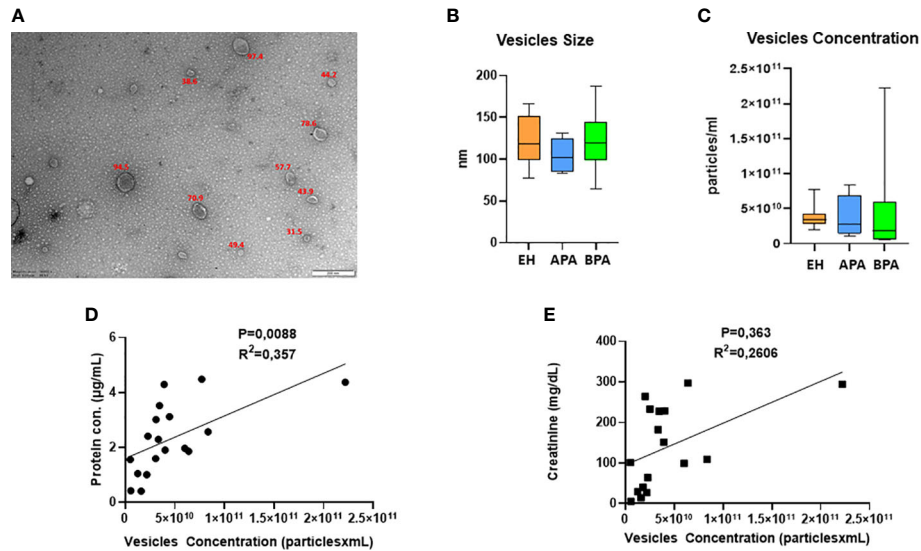 A
97.4
38.6
44.2
78.6
94.5
57.7
43.9
70.9
31.5
49.4
B
Vesicles Size
200
150
100
50
0
nm
EH APA BPA
C
Vesicles Concentration
2.5×10¹¹
2×10¹¹
1.5×10¹¹
1×10¹¹
5×10¹⁰
0
particles/ml
EH APA BPA
D
P=0,0088
R²=0,357
6
4
2
0
Protein con. (µg/mL)
0 5×10¹⁰ 1×10¹¹ 1.5×10¹¹ 2×10¹¹ 2.5×10¹¹
Vesicles Concentration (particlesxmL)
E
P=0,363
R²=0,2606
400
300
200
100
0
Creatinine (mg/dL)
0 5×10¹⁰ 1×10¹¹ 1.5×10¹¹ 2×10¹¹ 2.5×10¹¹
Vesicles Concentration (particlesxmL)